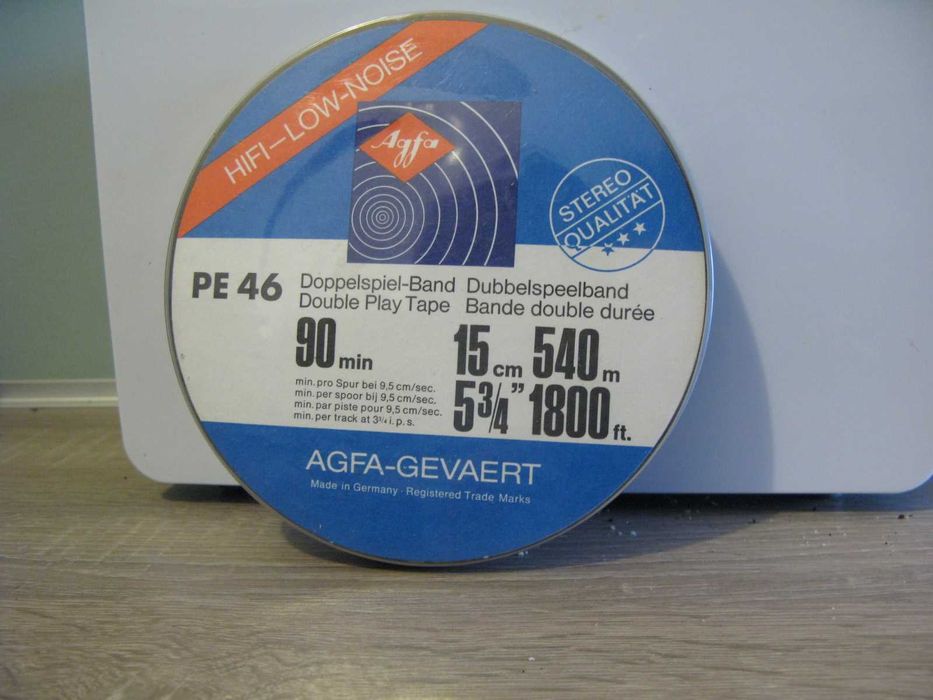 HIFI-LOW-NOISE
Agfa
STEREO
QUALITÄT
PE 46
Doppelspiel-Band Dubbelspeelband
Double Play Tape Bande double durée
90 min 15 cm 540 m
min. pro Spur bei 9,5 cm/sec.
min. per spoor bij 9,5 cm/sec.
min. par piste pour 9,5 cm/sec.
min. per track at 3¾ i.p.s.
5¾" 1800 ft.
AGFA-GEVAERT
Made in Germany · Registered Trade Marks